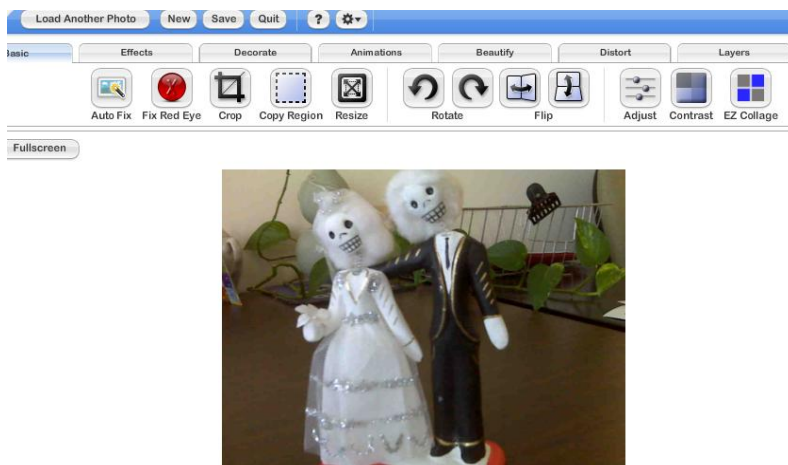 Load Another Photo New Save Quit ?
Basic Effects Decorate Animations Beautify Distort Layers
Auto Fix Fix Red Eye Crop Copy Region Resize Rotate Flip Adjust Contrast EZ Collage
Fullscreen